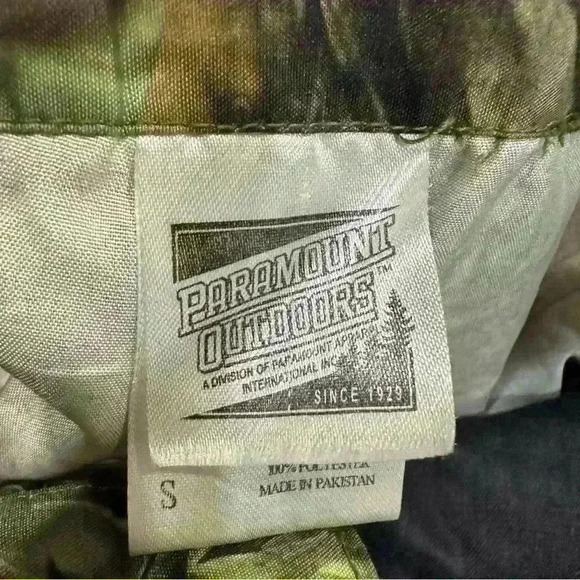 PARAMOUNT
OUTDOORS™
A DIVISION OF PARAMOUNT APPAREL
INTERNATIONAL INC.
SINCE 1929
S
100% POLYESTER
MADE IN PAKISTAN